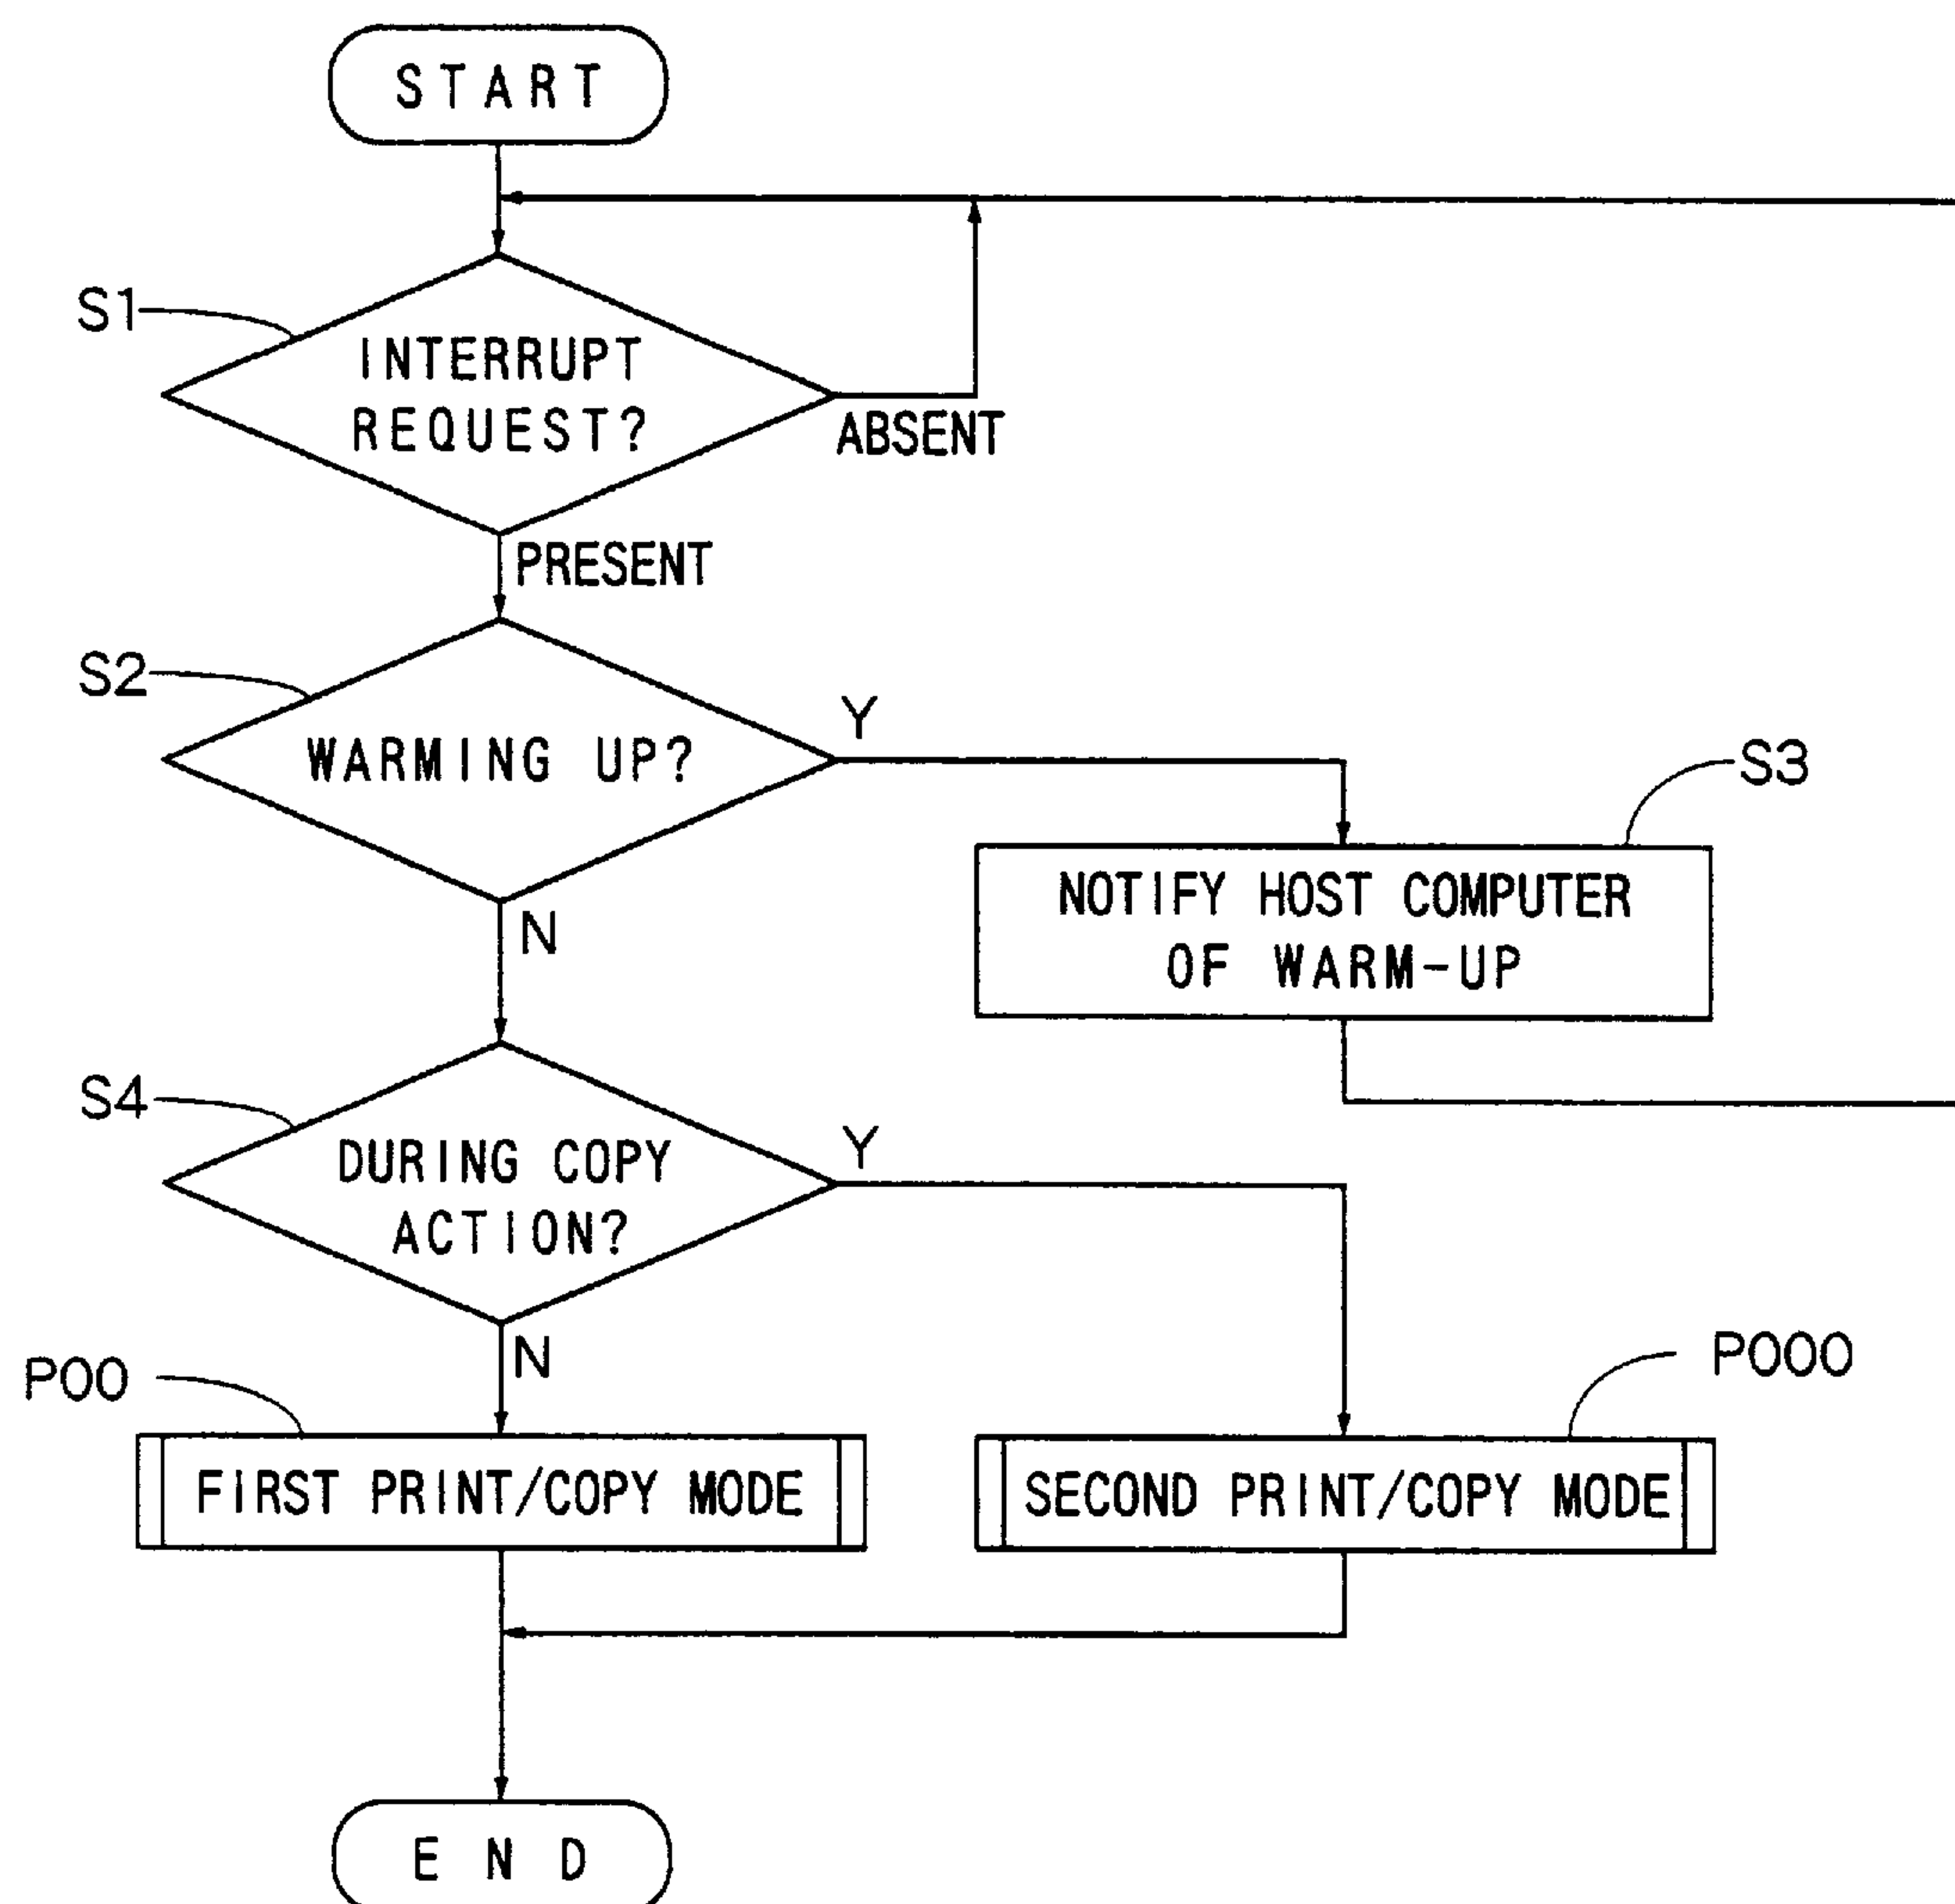 START
S1
INTERRUPT
REQUEST?
ABSENT
PRESENT
S2
WARMING UP?
Y
S3
NOTIFY HOST COMPUTER
OF WARM-UP
N
S4
DURING COPY
ACTION?
Y
N
P00
P000
FIRST PRINT/COPY MODE
SECOND PRINT/COPY MODE
END